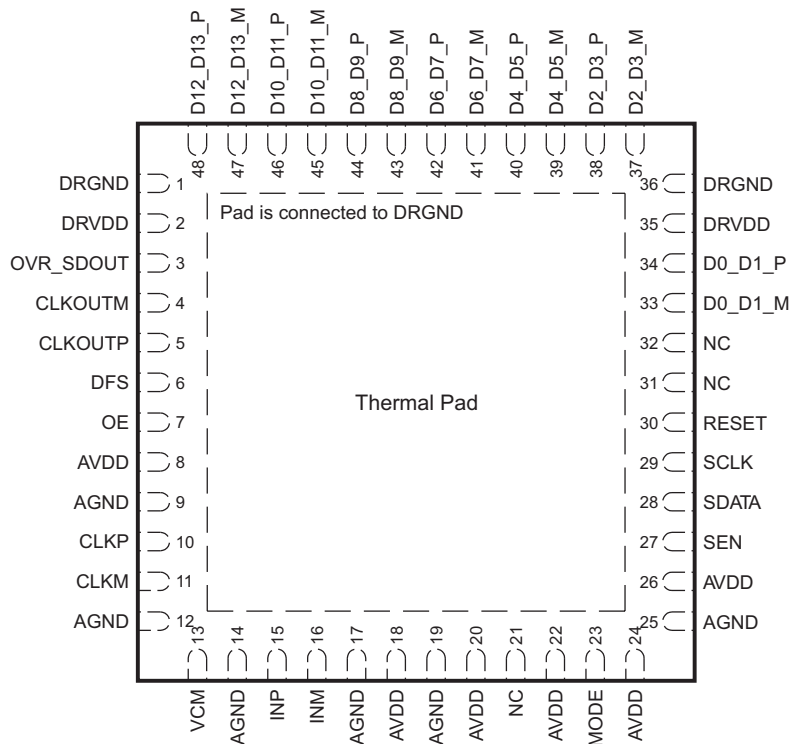 D12_D13_P
D12_D13_M
D10_D11_P
D10_D11_M
D8_D9_P
D8_D9_M
D6_D7_P
D6_D7_M
D4_D5_P
D4_D5_M
D2_D3_P
D2_D3_M
48 47 46 45 44 43 42 41 40 39 38 37
DRGND 1
DRVDD 2
OVR_SDOUT 3
CLKOUTM 4
CLKOUTP 5
DFS 6
OE 7
AVDD 8
AGND 9
CLKP 10
CLKM 11
AGND 12
Pad is connected to DRGND
Thermal Pad
36 DRGND
35 DRVDD
34 D0_D1_P
33 D0_D1_M
32 NC
31 NC
30 RESET
29 SCLK
28 SDATA
27 SEN
26 AVDD
25 AGND
13 14 15 16 17 18 19 20 21 22 23 24
VCM
AGND
INP
INM
AGND
AVDD
AGND
AVDD
NC
AVDD
MODE
AVDD